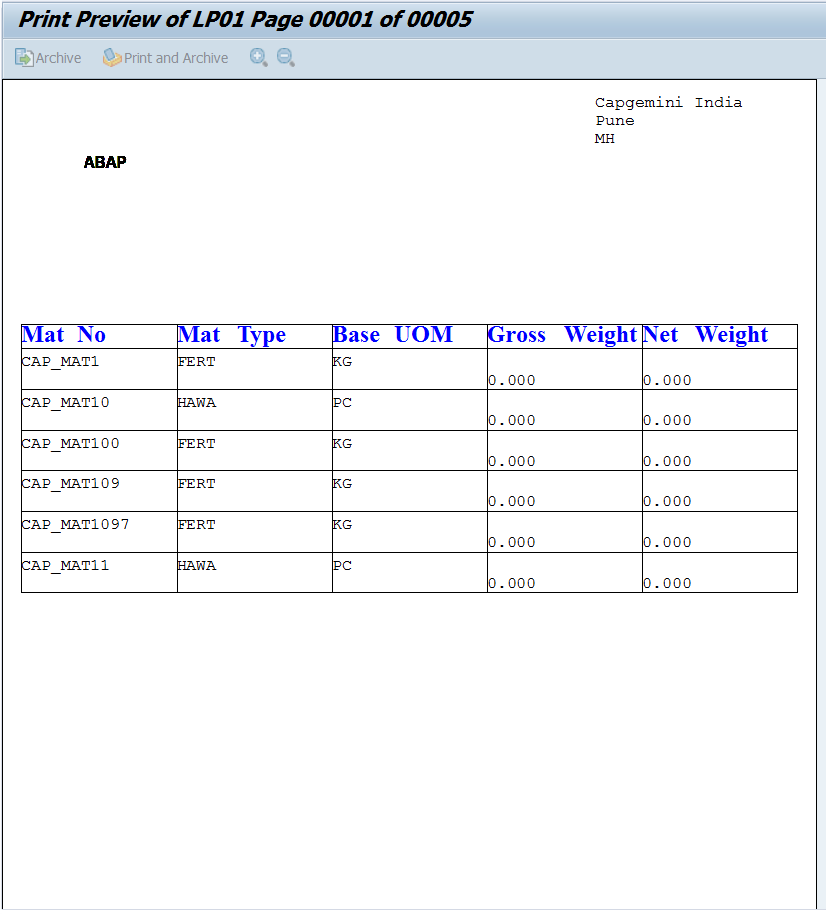 Print Preview of LP01 Page 00001 of 00005
Archive Print and Archive
Capgemini India
Pune
MH
ABAP
Mat No Mat Type Base UOM Gross Weight Net Weight
CAP_MAT1 FERT KG 0.000 0.000
CAP_MAT10 HAWA PC 0.000 0.000
CAP_MAT100 FERT KG 0.000 0.000
CAP_MAT109 FERT KG 0.000 0.000
CAP_MAT1097 FERT KG 0.000 0.000
CAP_MAT11 HAWA PC 0.000 0.000